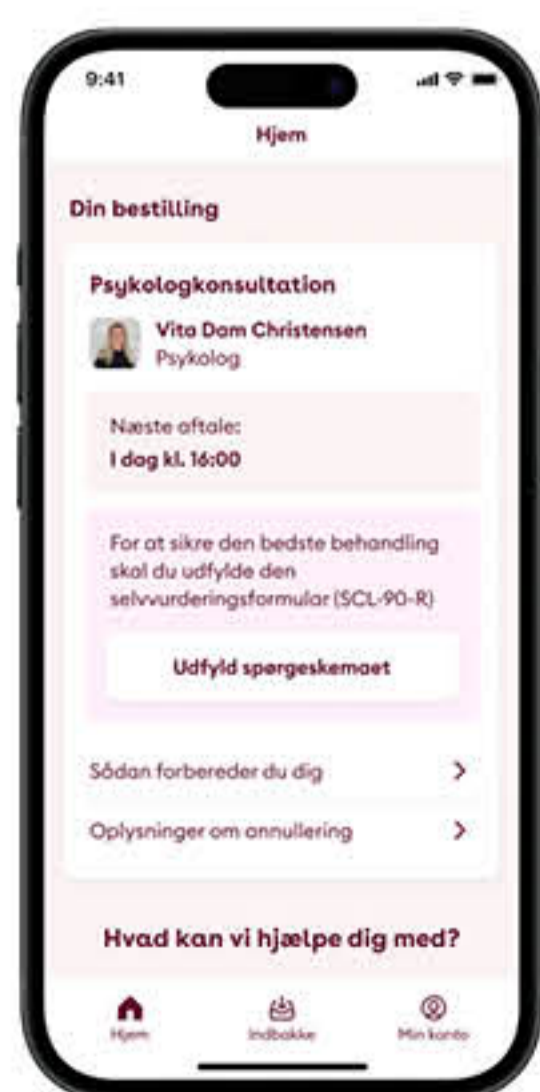 9:41
Hjem
Din bestilling
Psykologkonsultation
Vita Dam Christensen
Psykolog
Næste aftale:
I dag kl. 16:00
For at sikre den bedste behandling
skal du udfylde den
selvvurderingsformular (SCL-90-R)
Udfyld spørgeskemaet
Sådan forbereder du dig
Oplysninger om annullering
Hvad kan vi hjælpe dig med?
Hjem
Indbakke
Min konto